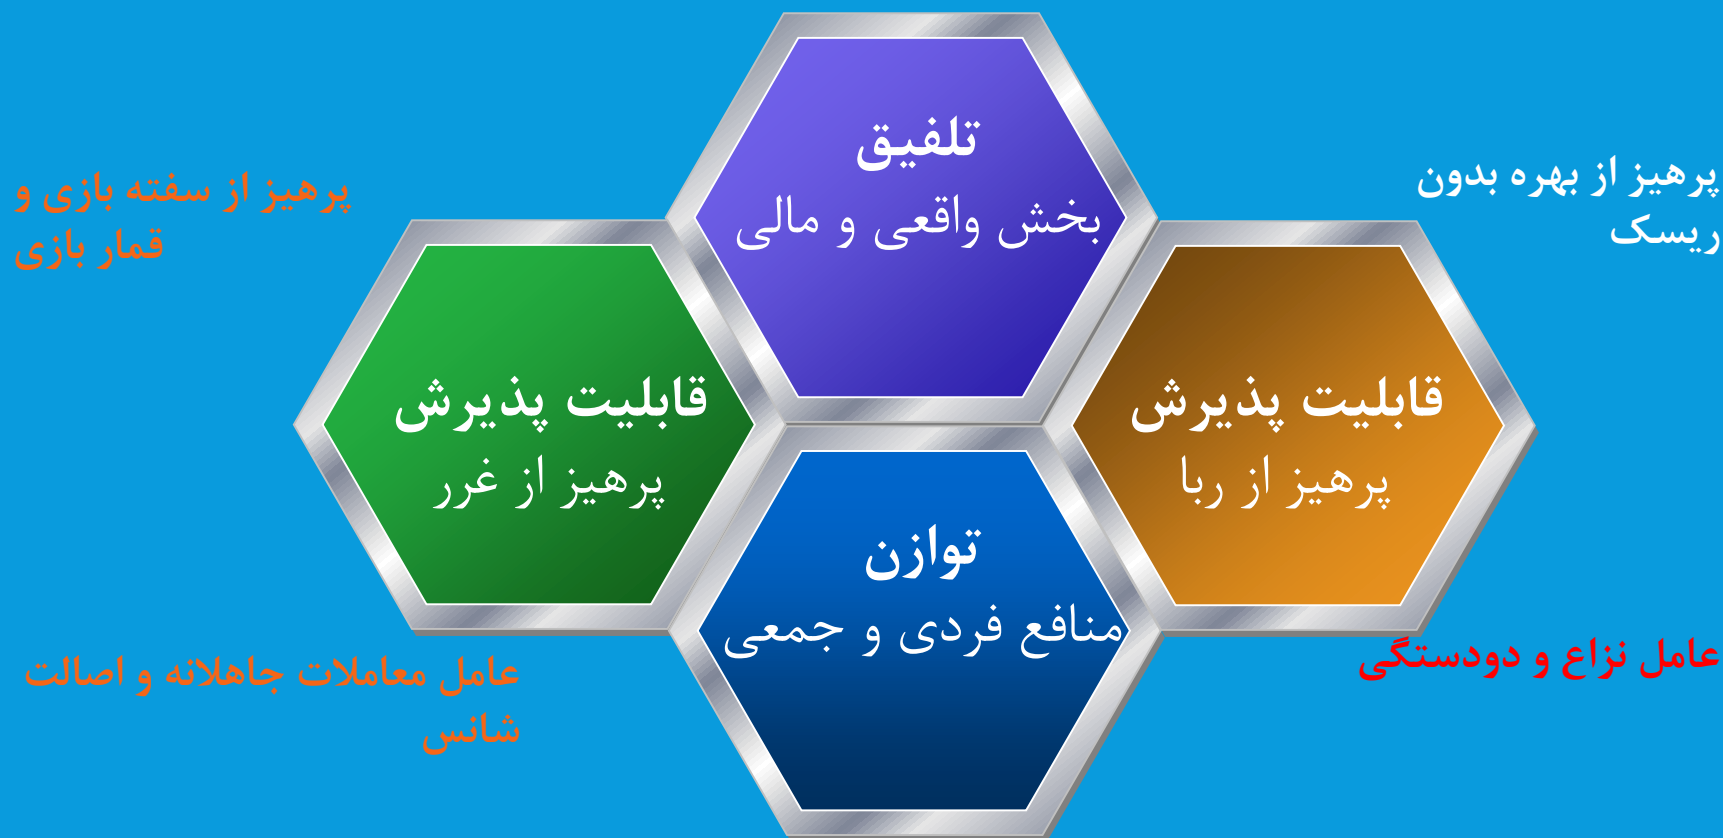 تلفیق
بخش واقعی و مالی
پرهیز از بهره بدون
ریسک
پرهیز از سفته بازی و
قمار بازی
قابلیت پذیرش
پرهیز از ربا
قابلیت پذیرش
پرهیز از غرر
توازن
منافع فردی و جمعی
عامل نزاع و دودستگی
عامل معاملات جاهلانه و اصالت
شانس